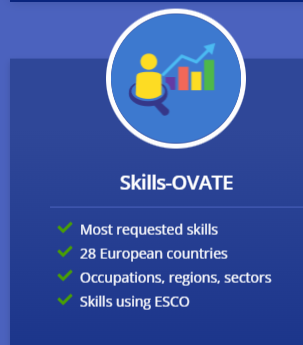 Skills-OVATE
Most requested skills
28 European countries
Occupations, regions, sectors
Skills using ESCO